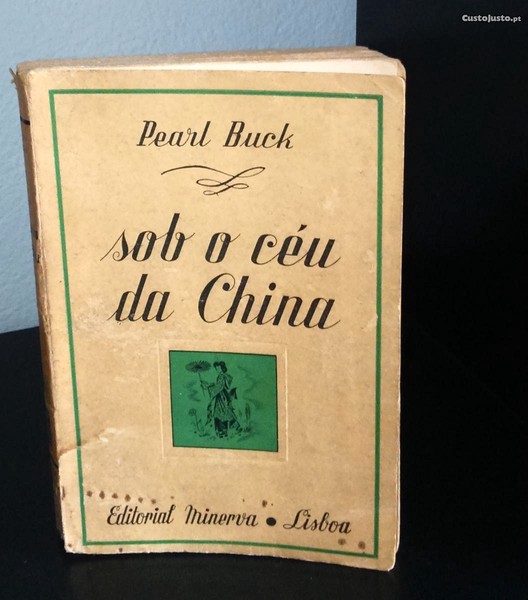 CustoJusto.pt
Pearl Buck
sob o céu
da China
Editorial Minerva • Lisboa